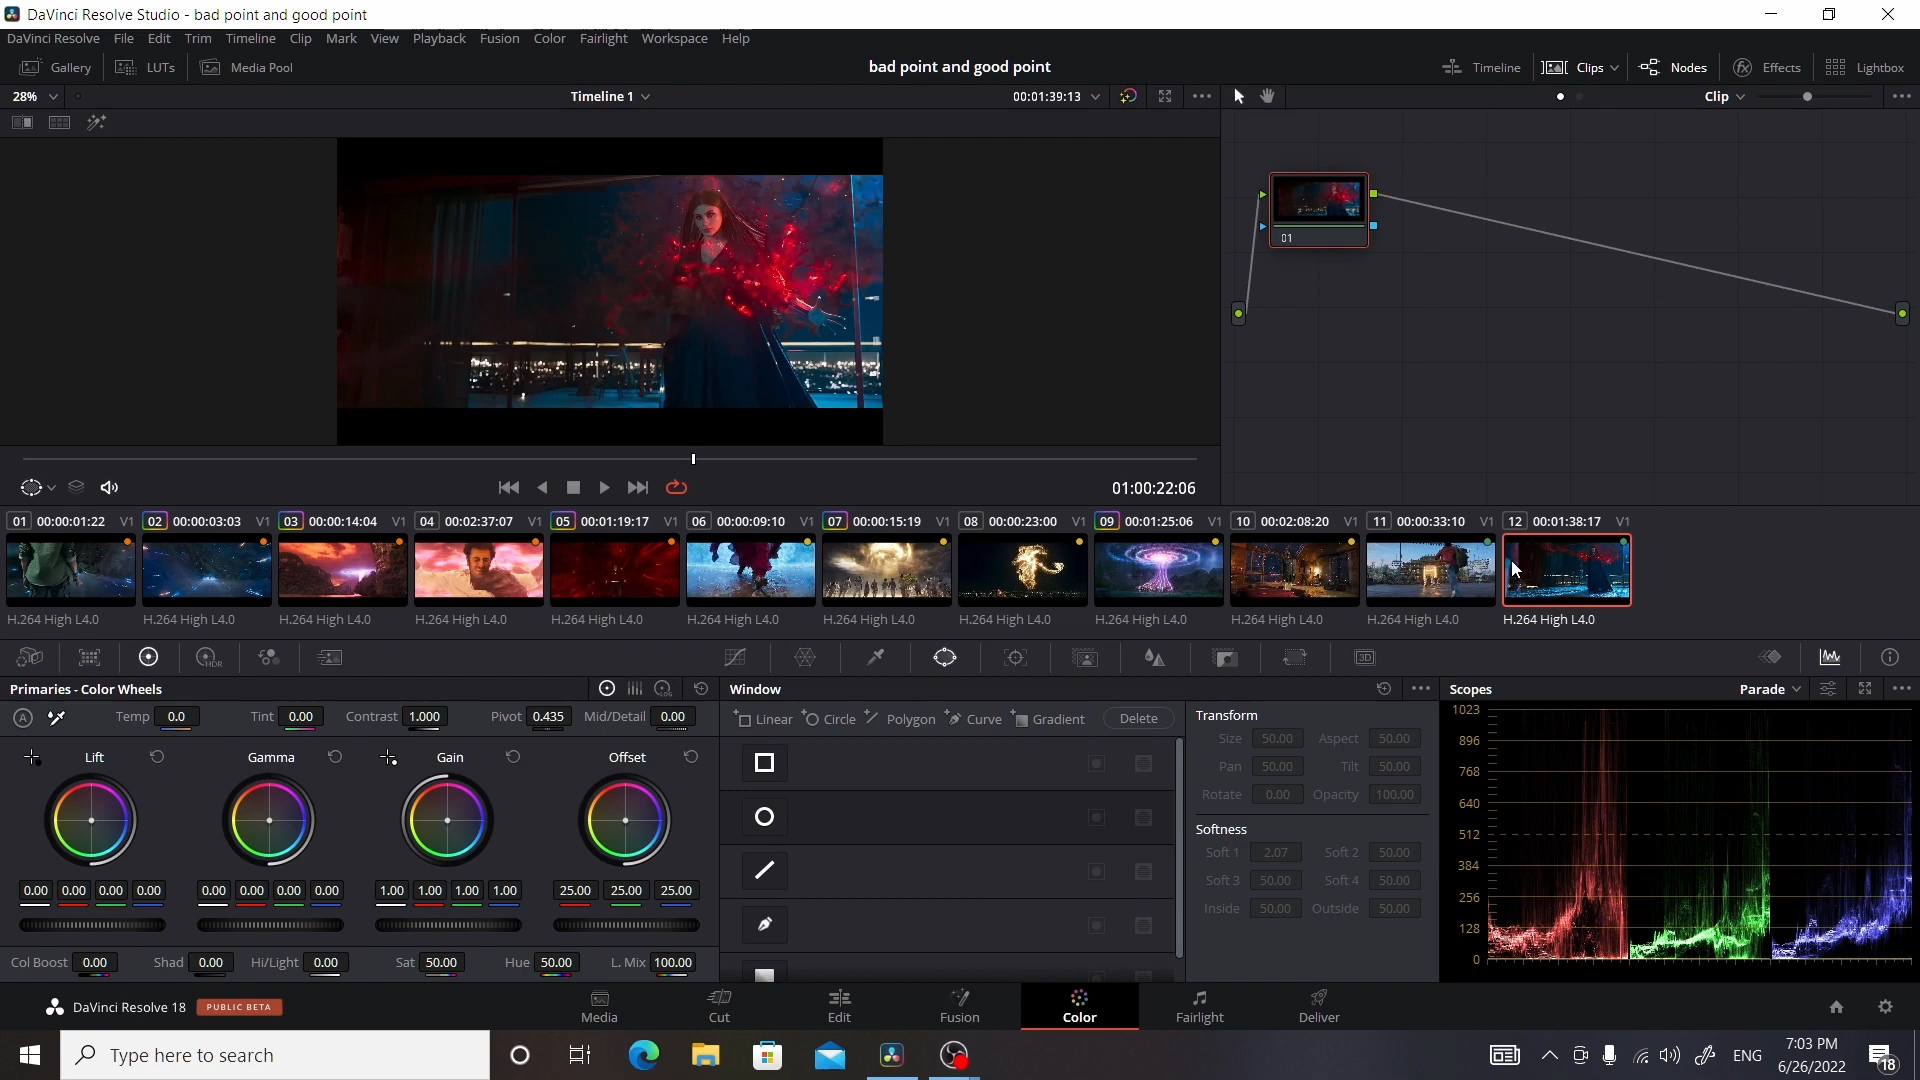 DaVinci Resolve Studio - bad point and good point
DaVinci Resolve File Edit Trim Timeline Clip Mark View Playback Fusion Color Fairlight Workspace Help
Gallery LUTs Media Pool bad point and good point Timeline Clips Nodes Effects Lightbox
28% Timeline 1 00:01:39:13 Clip
01
01:00:22:06
01 00:00:01:22 V1 02 00:00:03:03 V1 03 00:00:14:04 V1 04 00:02:37:07 V1 05 00:01:19:17 V1 06 00:00:09:10 V1 07 00:00:15:19 V1 08 00:00:23:00 V1 09 00:01:25:06 V1 10 00:02:08:20 V1 11 00:00:33:10 V1 12 00:01:38:17 V1
H.264 High L4.0 H.264 High L4.0 H.264 High L4.0 H.264 High L4.0 H.264 High L4.0 H.264 High L4.0 H.264 High L4.0 H.264 High L4.0 H.264 High L4.0 H.264 High L4.0 H.264 High L4.0 H.264 High L4.0
HDR 3D
Primaries - Color Wheels LOG
A Temp 0.0 Tint 0.00 Contrast 1.000 Pivot 0.435 Mid/Detail 0.00
Lift Gamma Gain Offset
0.00 0.00 0.00 0.00 0.00 0.00 0.00 0.00 1.00 1.00 1.00 1.00 25.00 25.00 25.00
Col Boost 0.00 Shad 0.00 Hi/Light 0.00 Sat 50.00 Hue 50.00 L. Mix 100.00
Window
Linear Circle Polygon Curve Gradient Delete
Transform
Size 50.00 Aspect 50.00
Pan 50.00 Tilt 50.00
Rotate 0.00 Opacity 100.00
Softness
Soft 1 2.07 Soft 2 50.00
Soft 3 50.00 Soft 4 50.00
Inside 50.00 Outside 50.00
Scopes Parade
1023
896
768
640
512
384
256
128
0
DaVinci Resolve 18 PUBLIC BETA Media Cut Edit Fusion Color Fairlight Deliver
Type here to search
ENG
7:03 PM
6/26/2022
18